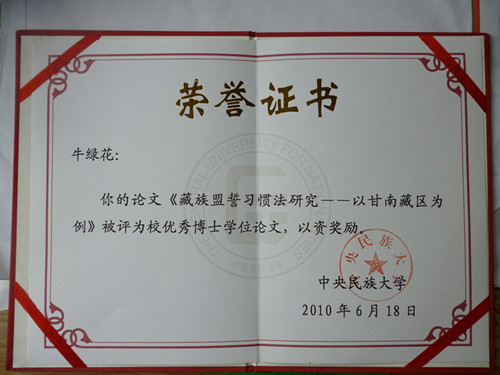 荣誉证书
牛绿花：
你的论文《藏族盟誓习惯法研究——以甘南藏区为
例》被评为校优秀博士学位论文，以资奖励。
中央民族大学
2010年6月18日